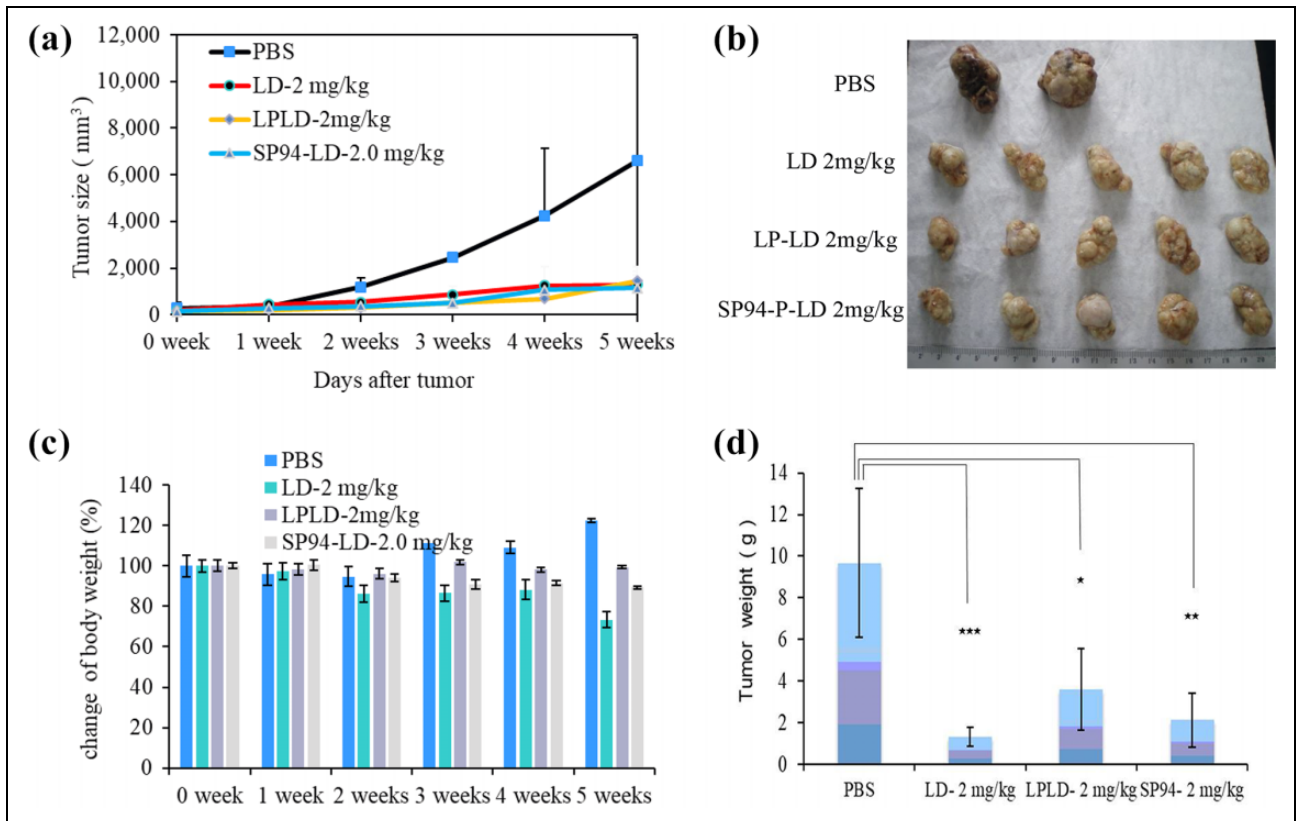 (a)
12,000
10,000
8,000
6,000
4,000
2,000
0
Tumor size ( mm³)
PBS
LD-2 mg/kg
LPLD-2mg/kg
SP94-LD-2.0 mg/kg
0 week 1 week 2 weeks 3 weeks 4 weeks 5 weeks
Days after tumor
(b)
PBS
LD 2mg/kg
LP-LD 2mg/kg
SP94-P-LD 2mg/kg
(c)
PBS
LD-2 mg/kg
LPLD-2mg/kg
SP94-LD-2.0 mg/kg
140
120
100
80
60
40
20
0
change of body weight (%)
0 week 1 week 2 weeks 3 weeks 4 weeks 5 weeks
(d)
14
12
10
8
6
4
2
0
Tumor weight ( g )
***
*
**
PBS LD- 2 mg/kg LPLD- 2 mg/kg SP94- 2 mg/kg